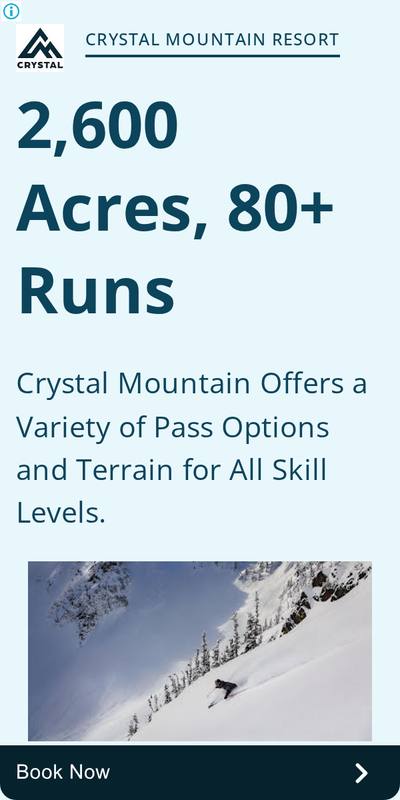 CRYSTAL
CRYSTAL MOUNTAIN RESORT
2,600
Acres, 80+
Runs
Crystal Mountain Offers a
Variety of Pass Options
and Terrain for All Skill
Levels.
Book Now